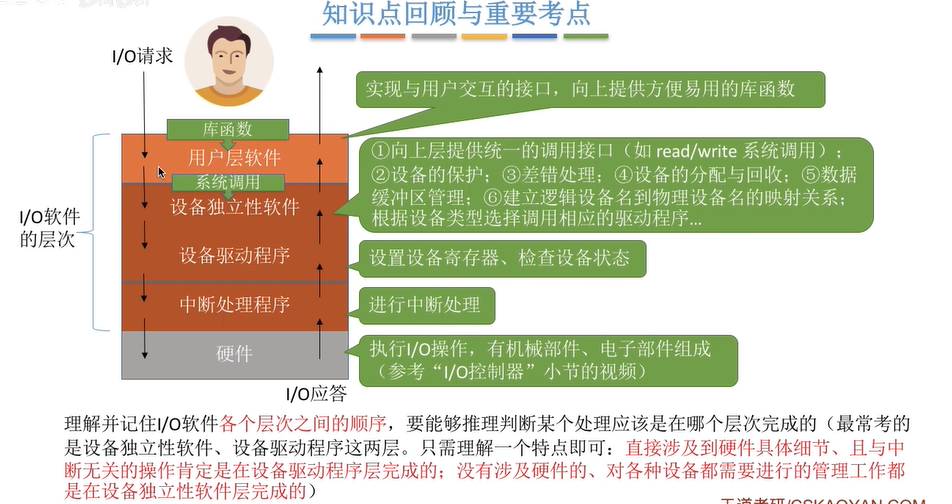 知识点回顾与重要考点
I/O请求
实现与用户交互的接口，向上提供方便易用的库函数
库函数
用户层软件
系统调用
①向上层提供统一的调用接口（如 read/write 系统调用）；
②设备的保护；③差错处理；④设备的分配与回收；⑤数据
缓冲区管理；⑥建立逻辑设备名到物理设备名的映射关系；
根据设备类型选择调用相应的驱动程序...
设备独立性软件
I/O软件
的层次
设备驱动程序
设置设备寄存器、检查设备状态
中断处理程序
进行中断处理
硬件
执行I/O操作，有机械部件、电子部件组成
（参考“I/O控制器”小节的视频）
I/O应答
理解并记住I/O软件各个层次之间的顺序，要能够推理判断某个处理应该是在哪个层次完成的（最常考的
是设备独立性软件、设备驱动程序这两层。只需理解一个特点即可：直接涉及到硬件具体细节、且与中
断无关的操作肯定是在设备驱动程序层完成的；没有涉及硬件的、对各种设备都需要进行的管理工作都
是在设备独立性软件层完成的）
王道考研/CSKAOYAN.COM